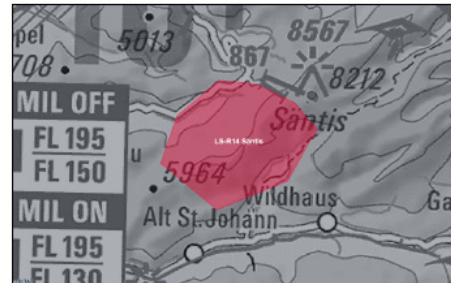 pel
5013
8567
708
867
8212
MIL OFF
LS-R14 Säntis
Säntis
FL 195
FL 150
u
5964
Wildhaus
Ga
MIL ON
Alt St. Johann
FL 195
FL 130